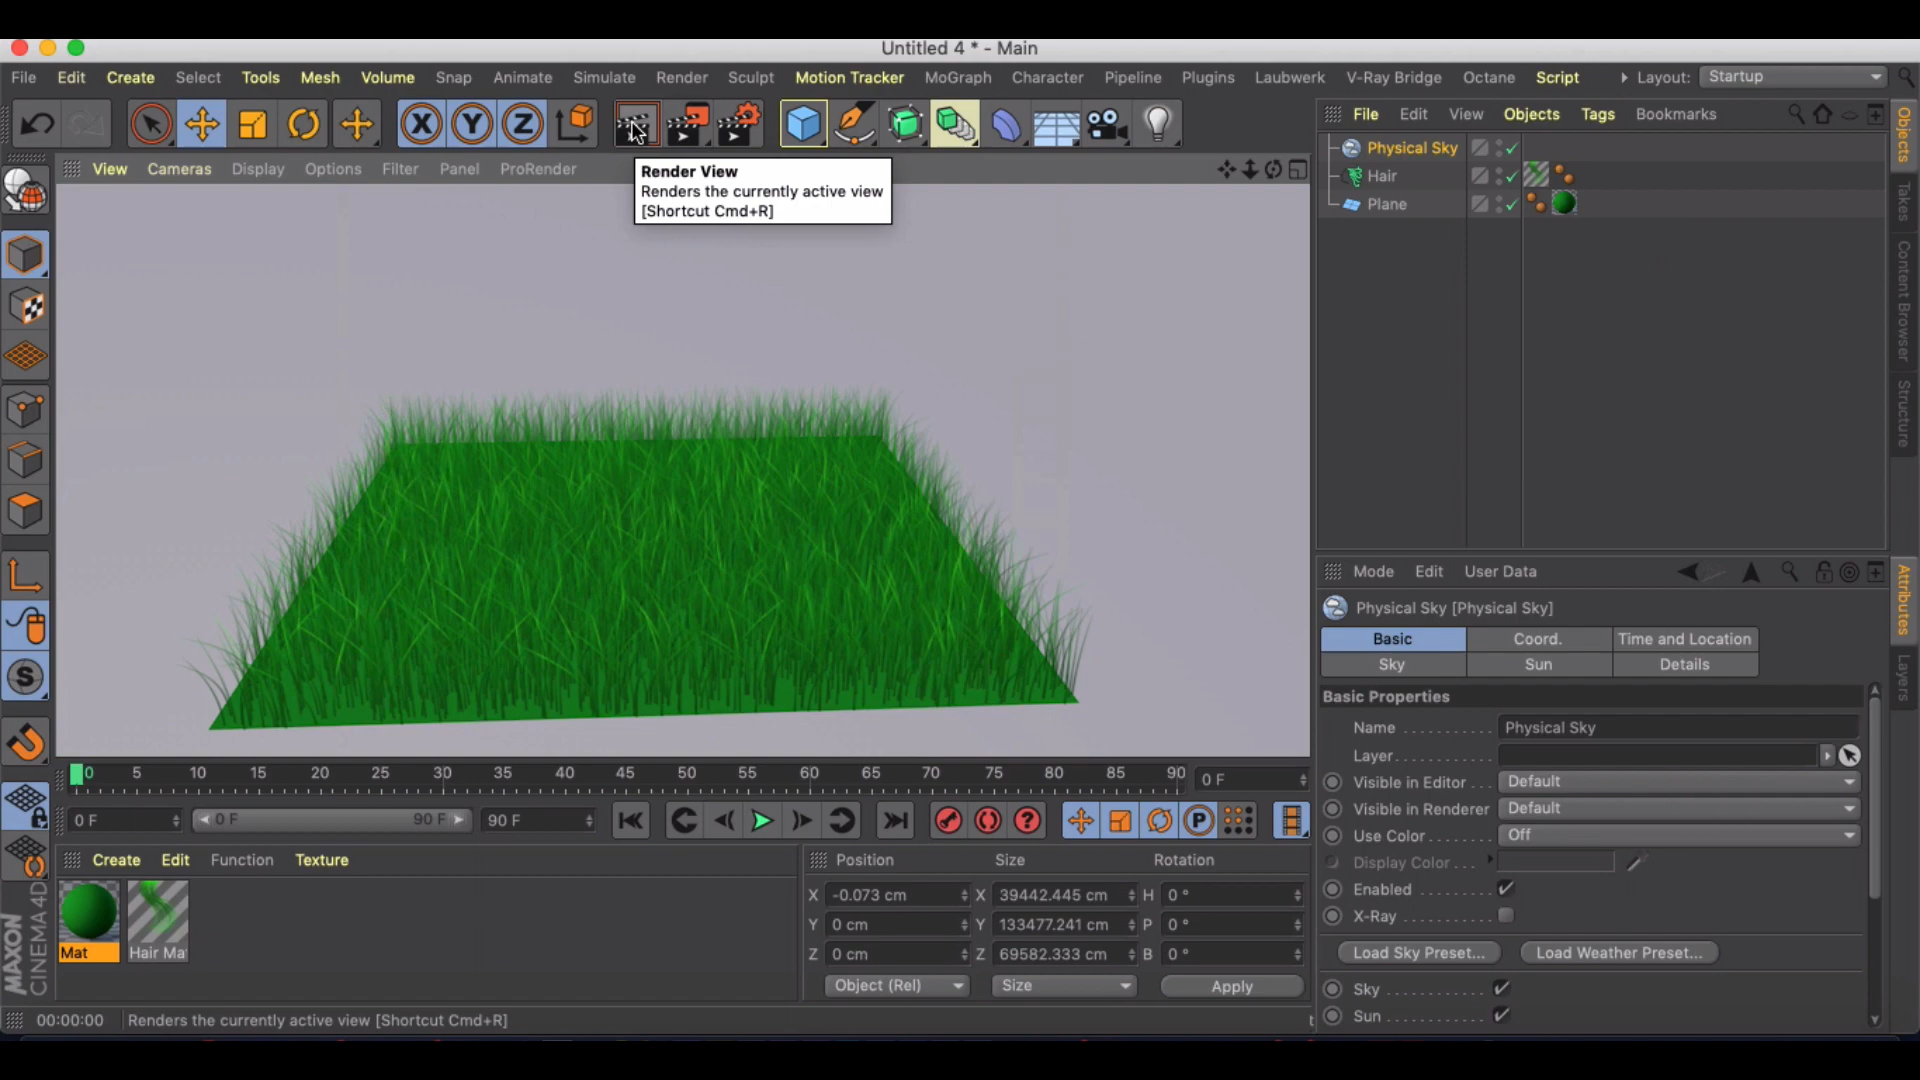 Untitled 4 * - Main
File Edit Create Select Tools Mesh Volume Snap Animate Simulate Render Sculpt Motion Tracker MoGraph Character Pipeline Plugins Laubwerk V-Ray Bridge Octane Script Layout: Startup
X Y Z
File Edit View Objects Tags Bookmarks
View Cameras Display Options Filter Panel ProRender
Render View
Renders the currently active view
[Shortcut Cmd+R]
Physical Sky
Hair
Plane
Objects
Takes
Content Browser
Structure
S
Mode Edit User Data
Physical Sky [Physical Sky]
Basic Coord. Time and Location
Sky Sun Details
Basic Properties
Name Physical Sky
Layer
Visible in Editor Default
Visible in Renderer Default
Use Color Off
Display Color
Enabled
X-Ray
Load Sky Preset... Load Weather Preset...
Sky
Sun
Attributes
Layers
0 5 10 15 20 25 30 35 40 45 50 55 60 65 70 75 80 85 90 0 F
0 F 0 F 90 F 90 F ? P
Create Edit Function Texture
Mat Hair Ma
Position Size Rotation
X -0.073 cm X 39442.445 cm H 0 °
Y 0 cm Y 133477.241 cm P 0 °
Z 0 cm Z 69582.333 cm B 0 °
Object (Rel) Size Apply
MAXON
CINEMA 4D
00:00:00 Renders the currently active view [Shortcut Cmd+R]